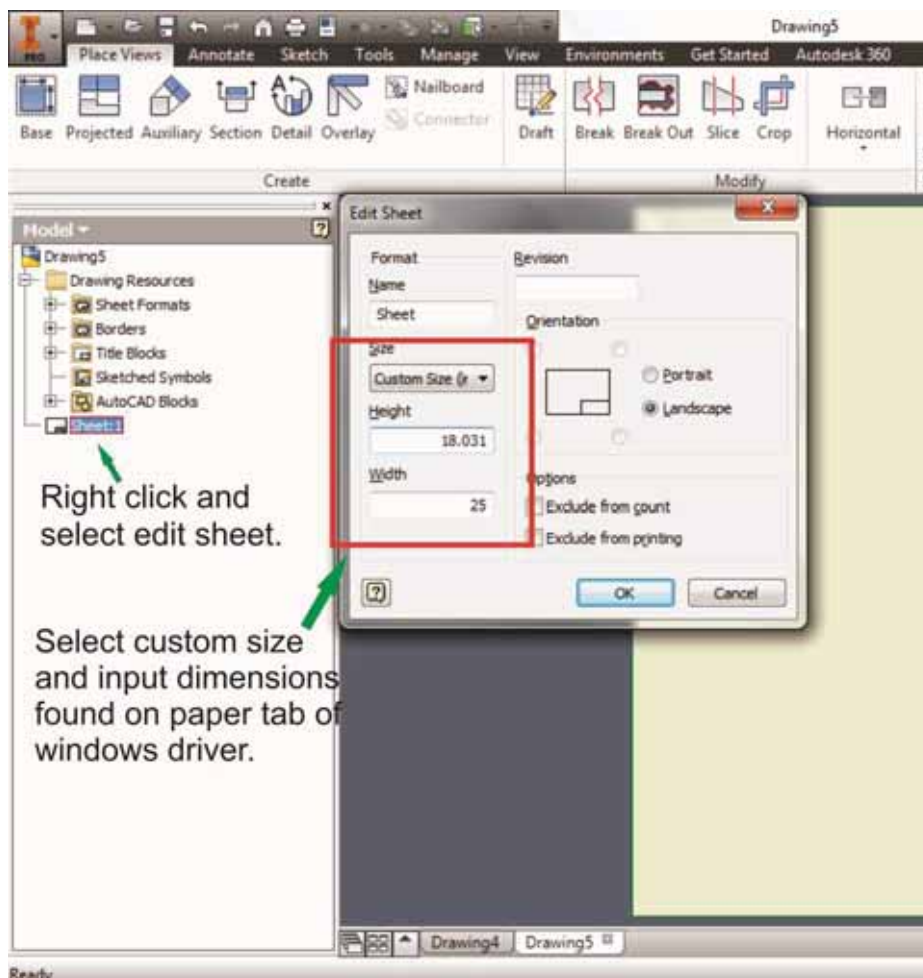 Drawing5
PRO
Place Views Annotate Sketch Tools Manage View Environments Get Started Autodesk 360
Nailboard
Connector
Base Projected Auxiliary Section Detail Overlay Draft Break Break Out Slice Crop Horizontal
Create Modify
Model
Drawing5
Drawing Resources
Sheet Formats
Borders
Title Blocks
Sketched Symbols
AutoCAD Blocks
Sheet:1
Right click and
select edit sheet.
Select custom size
and input dimensions
found on paper tab of
windows driver.
Edit Sheet
Format
Name
Sheet
Size
Custom Size (
Height
18.031
Width
25
Revision
Orientation
Portrait
Landscape
Options
Exclude from count
Exclude from printing
OK Cancel
Drawing4 Drawing5
Ready